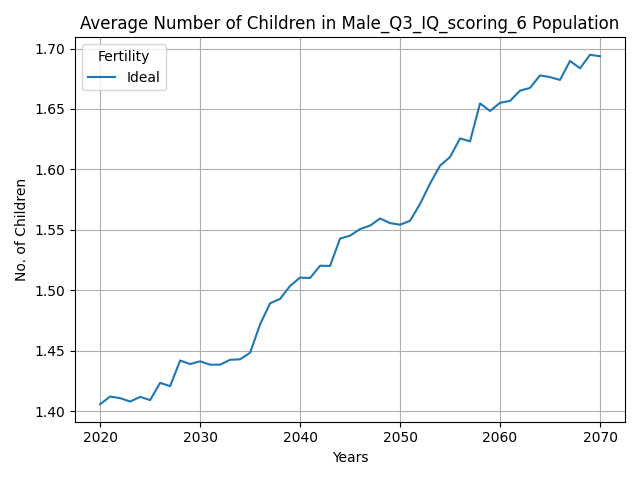 Average Number of Children in Male_Q3_IQ_scoring_6 Population
Fertility
Ideal
1.70
1.65
1.60
1.55
1.50
1.45
1.40
No. of Children
2020 2030 2040 2050 2060 2070
Years